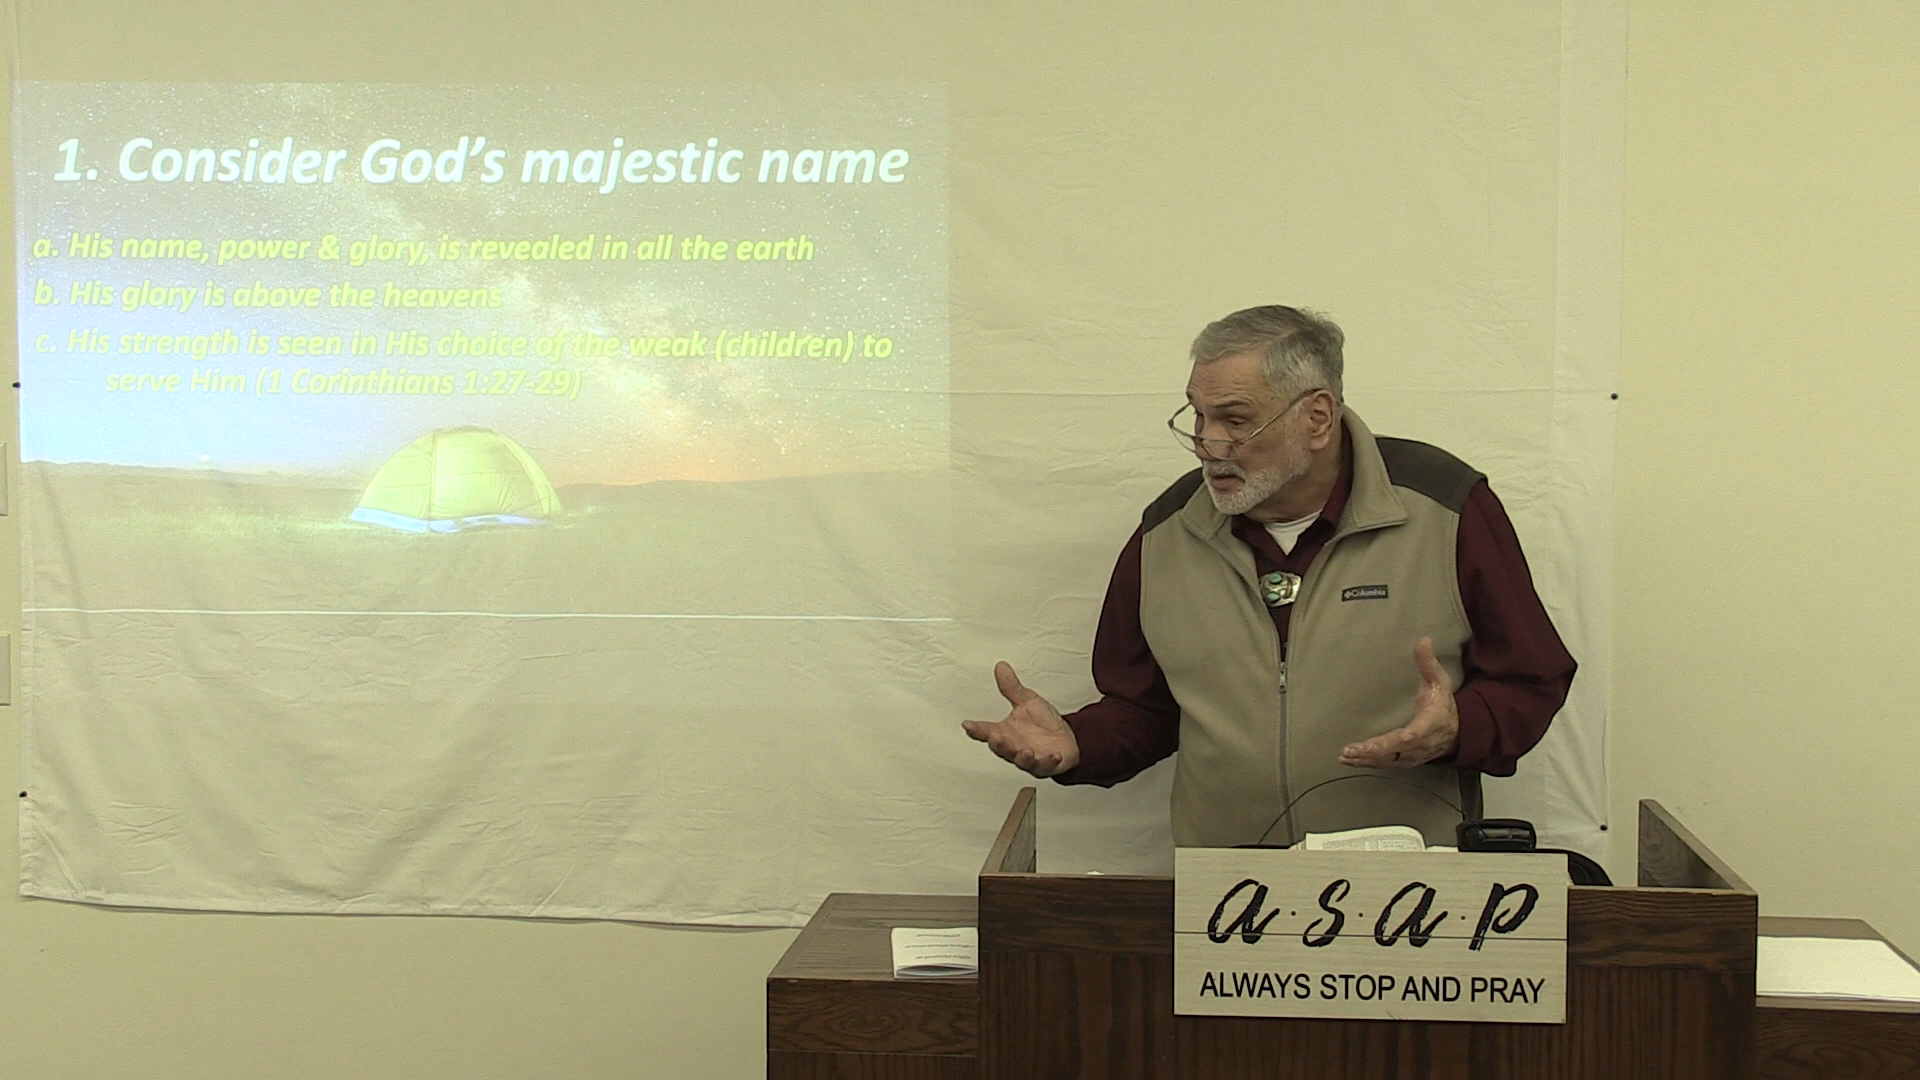 1. Consider God's majestic name
a. His name, power & glory, is revealed in all the earth
b. His glory is above the heavens
c. His strength is seen in His choice of the weak (children) to
serve Him (1 Corinthians 1:27-29)
Columbia
a.s.a.p
ALWAYS STOP AND PRAY